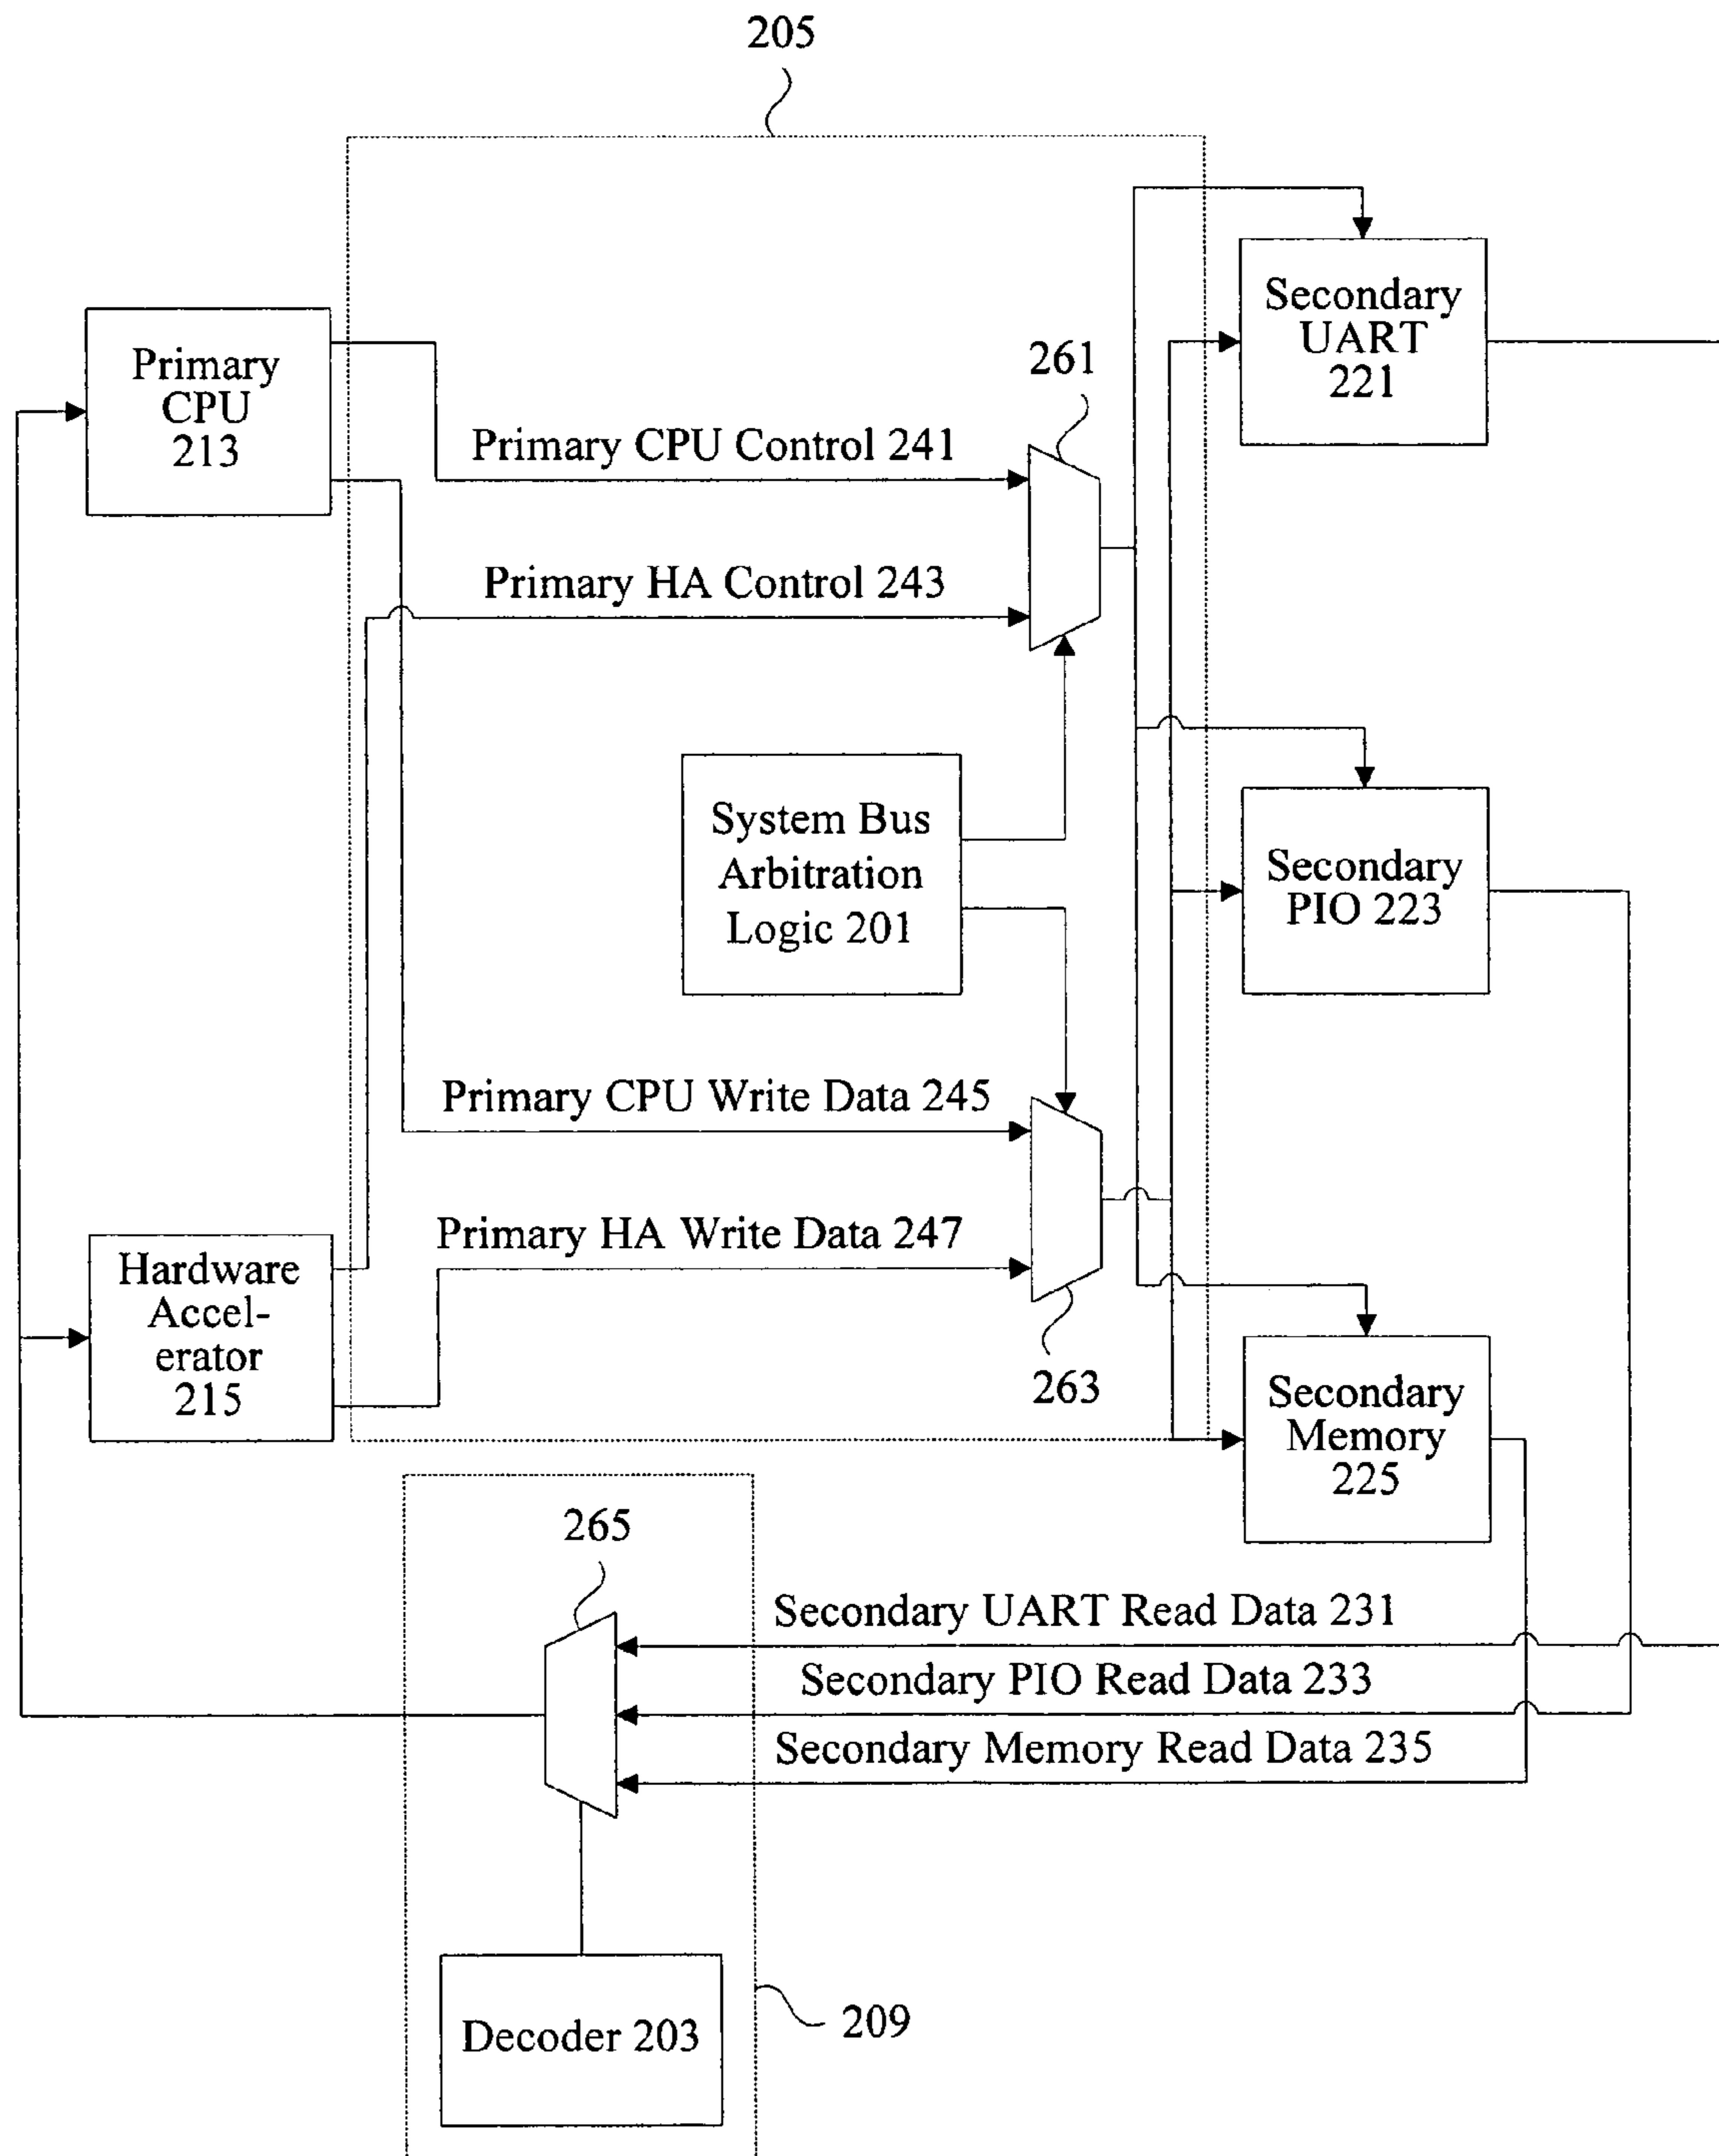 205
Secondary
UART
221
Primary
CPU
213
261
Primary CPU Control 241
Primary HA Control 243
System Bus
Arbitration
Logic 201
Secondary
PIO 223
Primary CPU Write Data 245
Primary HA Write Data 247
Hardware
Accel-
erator
215
263
Secondary
Memory
225
265
Secondary UART Read Data 231
Secondary PIO Read Data 233
Secondary Memory Read Data 235
Decoder 203
209